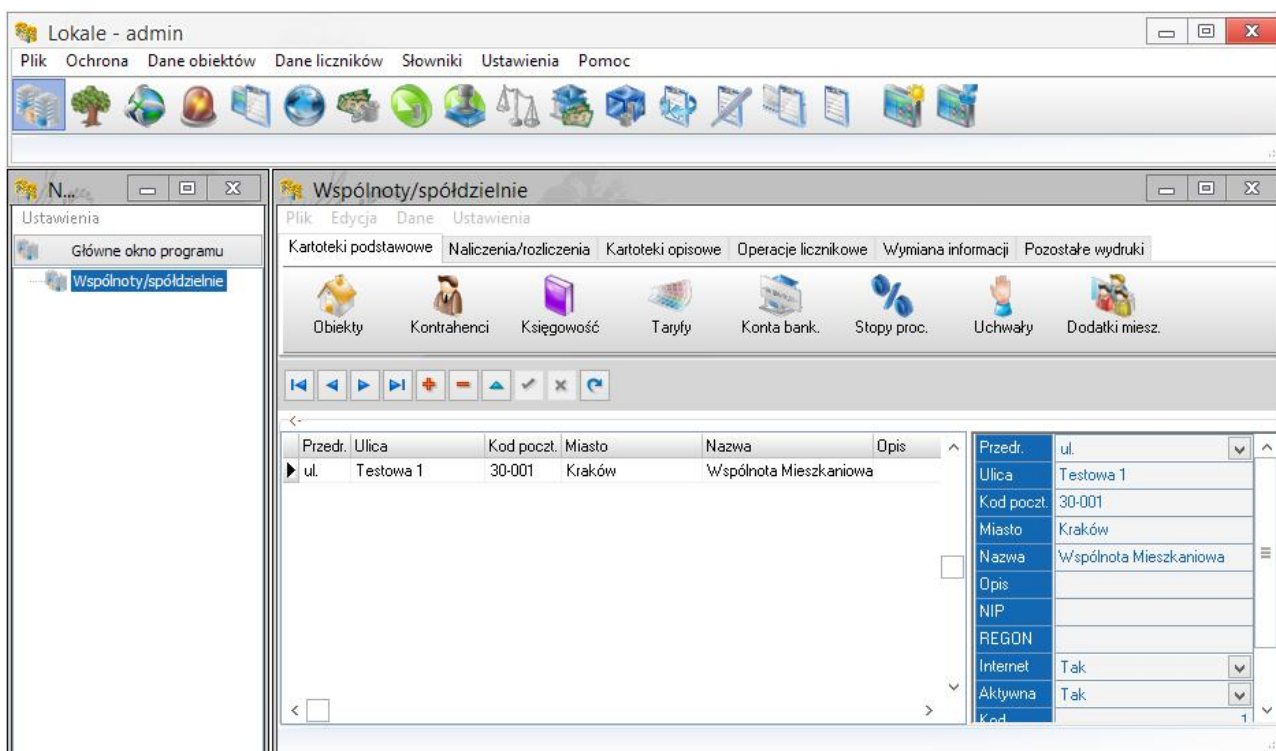 Lokale - admin
Plik Ochrona Dane obiektów Dane liczników Słowniki Ustawienia Pomoc
N...
Ustawienia
Główne okno programu
Wspólnoty/spółdzielnie
Wspólnoty/spółdzielnie
Plik Edycja Dane Ustawienia
Kartoteki podstawowe Naliczenia/rozliczenia Kartoteki opisowe Operacje licznikowe Wymiana informacji Pozostałe wydruki
Obiekty Kontrahenci Księgowość Taryfy Konta bank. Stopy proc. Uchwały Dodatki miesz.
Przedr. Ulica Kod poczt. Miasto Nazwa Opis
ul. Testowa 1 30-001 Kraków Wspólnota Mieszkaniowa
Przedr. ul.
Ulica Testowa 1
Kod poczt. 30-001
Miasto Kraków
Nazwa Wspólnota Mieszkaniowa
Opis
NIP
REGON
Internet Tak
Aktywna Tak
Kod 1